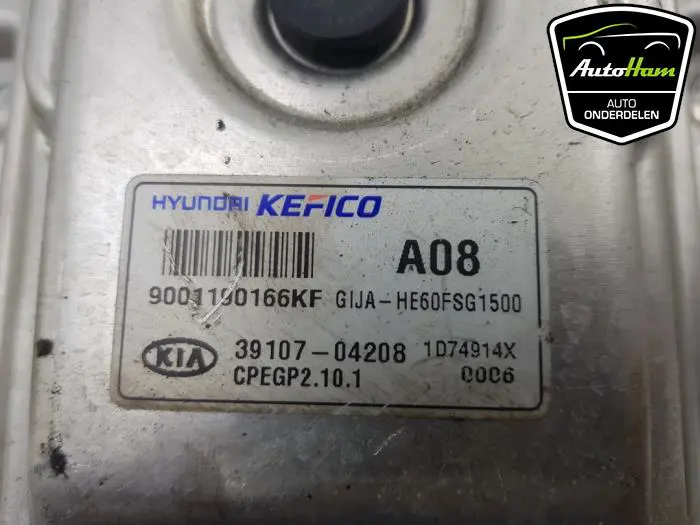 AutoHam
AUTO
ONDERDELEN
HYUNDAI KEFICO
A08
9001190166KF GIJA-HE60FSG1500
KIA 39107-04208 1D74914X
CPEGP2.10.1 0006